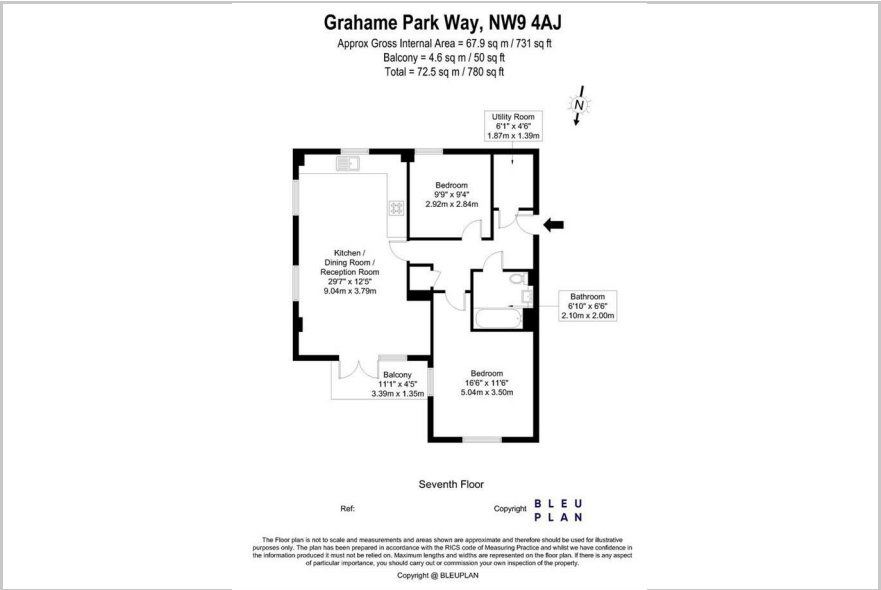 Grahame Park Way, NW9 4AJ
Approx Gross Internal Area = 67.9 sq m / 731 sq ft
Balcony = 4.6 sq m / 50 sq ft
Total = 72.5 sq m / 780 sq ft
N
Utility Room
6'1" x 4'6"
1.87m x 1.39m
Bedroom
9'9" x 9'4"
2.92m x 2.84m
Kitchen /
Dining Room /
Reception Room
29'7" x 12'5"
9.04m x 3.79m
Bathroom
6'10" x 6'6"
2.10m x 2.00m
Balcony
11'1" x 4'5"
3.39m x 1.35m
Bedroom
16'6" x 11'6"
5.04m x 3.50m
Seventh Floor
Ref:
Copyright
BLEU
PLAN
The Floor plan is not to scale and measurements and areas shown are approximate and therefore should be used for illustrative
purposes only. The plan has been prepared in accordance with the RICS code of Measuring Practice and whilst we have confidence in
the information produced it must not be relied on. Maximum lengths and widths are represented on the floor plan. If there is any aspect
of particular importance, you should carry out or commission your own inspection of the property.
Copyright @ BLEUPLAN